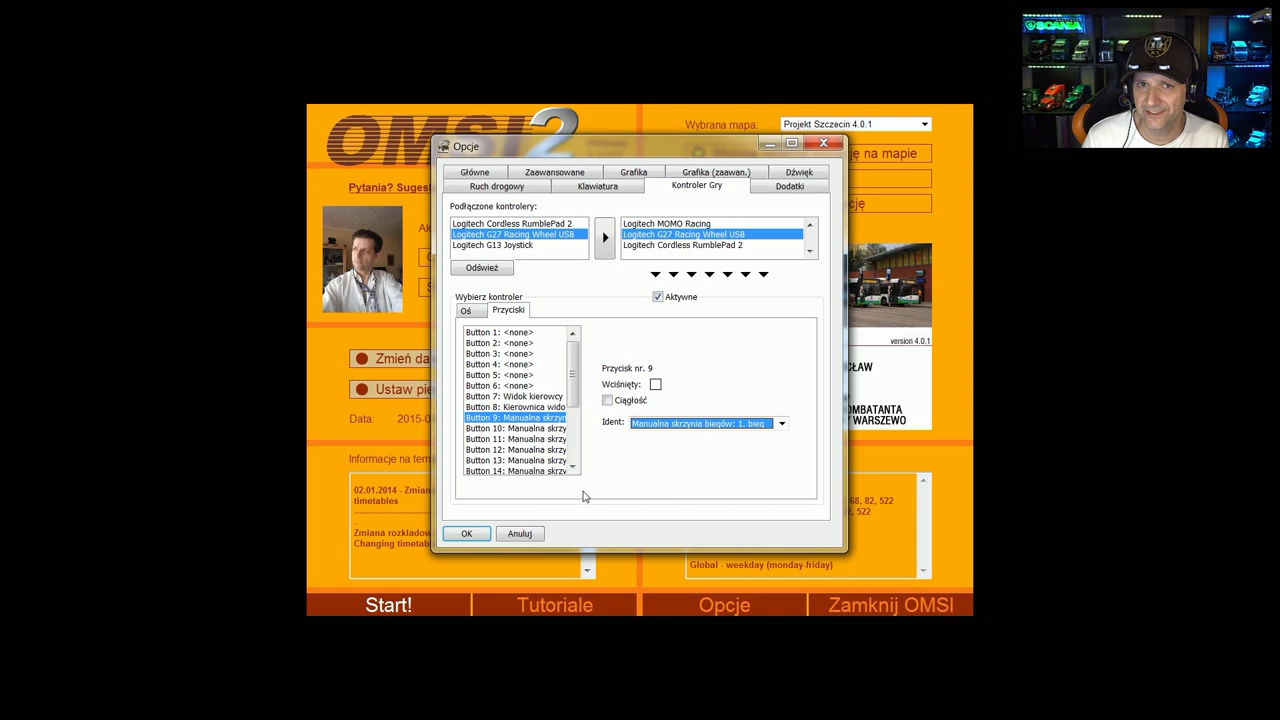 SCANIA
OMSI 2
Wybrana mapa:
Projekt Szczecin 4.0.1
ję na mapie
cję
Pytania? Sugest
Ak
Zmień da
Ustaw pie
Data:
2015-0
Informacje na tem
02.01.2014 - Zmian
timetables
Zmiana rozkładow
Changing timetab
version 4.0.1
CŁAW
OMBATANTA
Y WARSZEWO
68, 82, 522
2, 522
Global - weekday (monday-friday)
Opcje
Główne
Zaawansowane
Grafika
Grafika (zaawan.)
Dźwięk
Ruch drogowy
Klawiatura
Kontroler Gry
Dodatki
Podłączone kontrolery:
Logitech Cordless RumblePad 2
Logitech G27 Racing Wheel USB
Logitech G13 Joystick
Logitech MOMO Racing
Logitech G27 Racing Wheel USB
Logitech Cordless RumblePad 2
Odśwież
Wybierz kontroler
Aktywne
Oś
Przyciski
Button 1: <none>
Button 2: <none>
Button 3: <none>
Button 4: <none>
Button 5: <none>
Button 6: <none>
Button 7: Widok kierowcy
Button 8: Kierownica wido
Button 9: Manualna skrzyn
Button 10: Manualna skrzy
Button 11: Manualna skrzy
Button 12: Manualna skrzy
Button 13: Manualna skrzy
Button 14: Manualna skrzy
Przycisk nr. 9
Wciśnięty:
Ciągłość
Ident:
Manualna skrzynia biegów: 1. bieg
OK
Anuluj
Start!
Tutoriale
Opcje
Zamknij OMSI